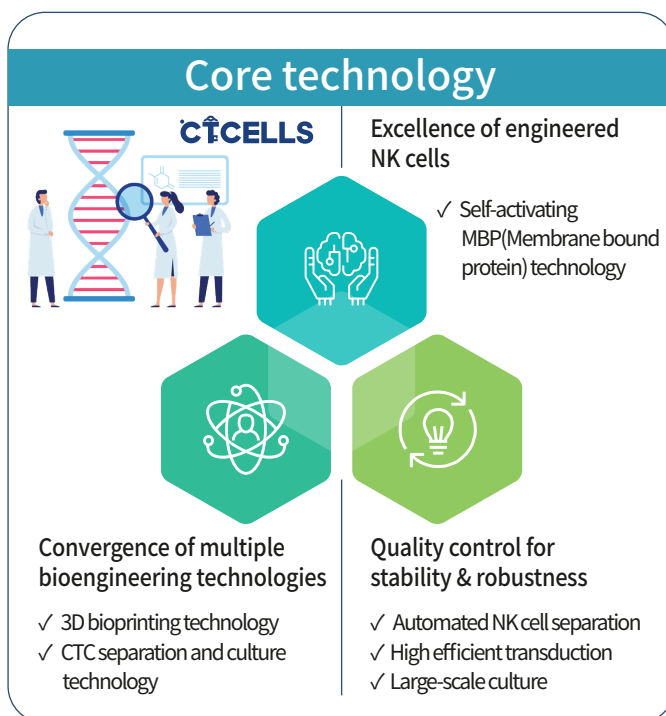 Core technology
CTCELLS
Excellence of engineered
NK cells
✓ Self-activating
MBP(Membrane bound
protein) technology
Convergence of multiple
bioengineering technologies
✓ 3D bioprinting technology
✓ CTC separation and culture
technology
Quality control for
stability & robustness
✓ Automated NK cell separation
✓ High efficient transduction
✓ Large-scale culture